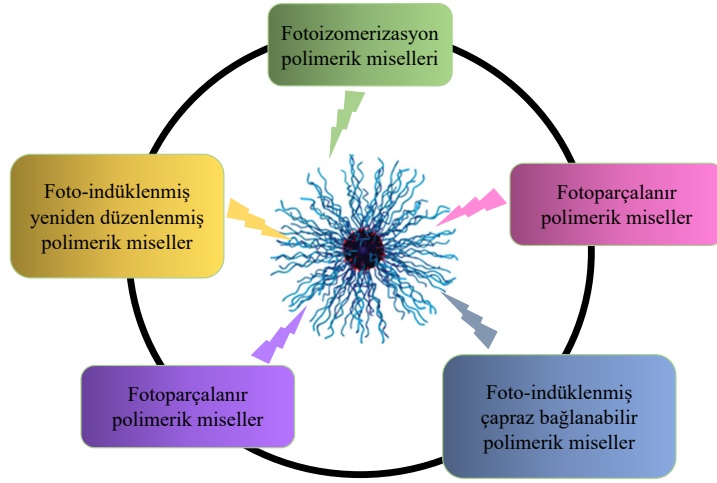 Fotoizomerizasyon
polimerik miselleri
Foto-indüklenmiş
yeniden düzenlenmiş
polimerik miseller
Fotoparçalanır
polimerik miseller
Fotoparçalanır
polimerik miseller
Foto-indüklenmiş
çapraz bağlanabilir
polimerik miseller